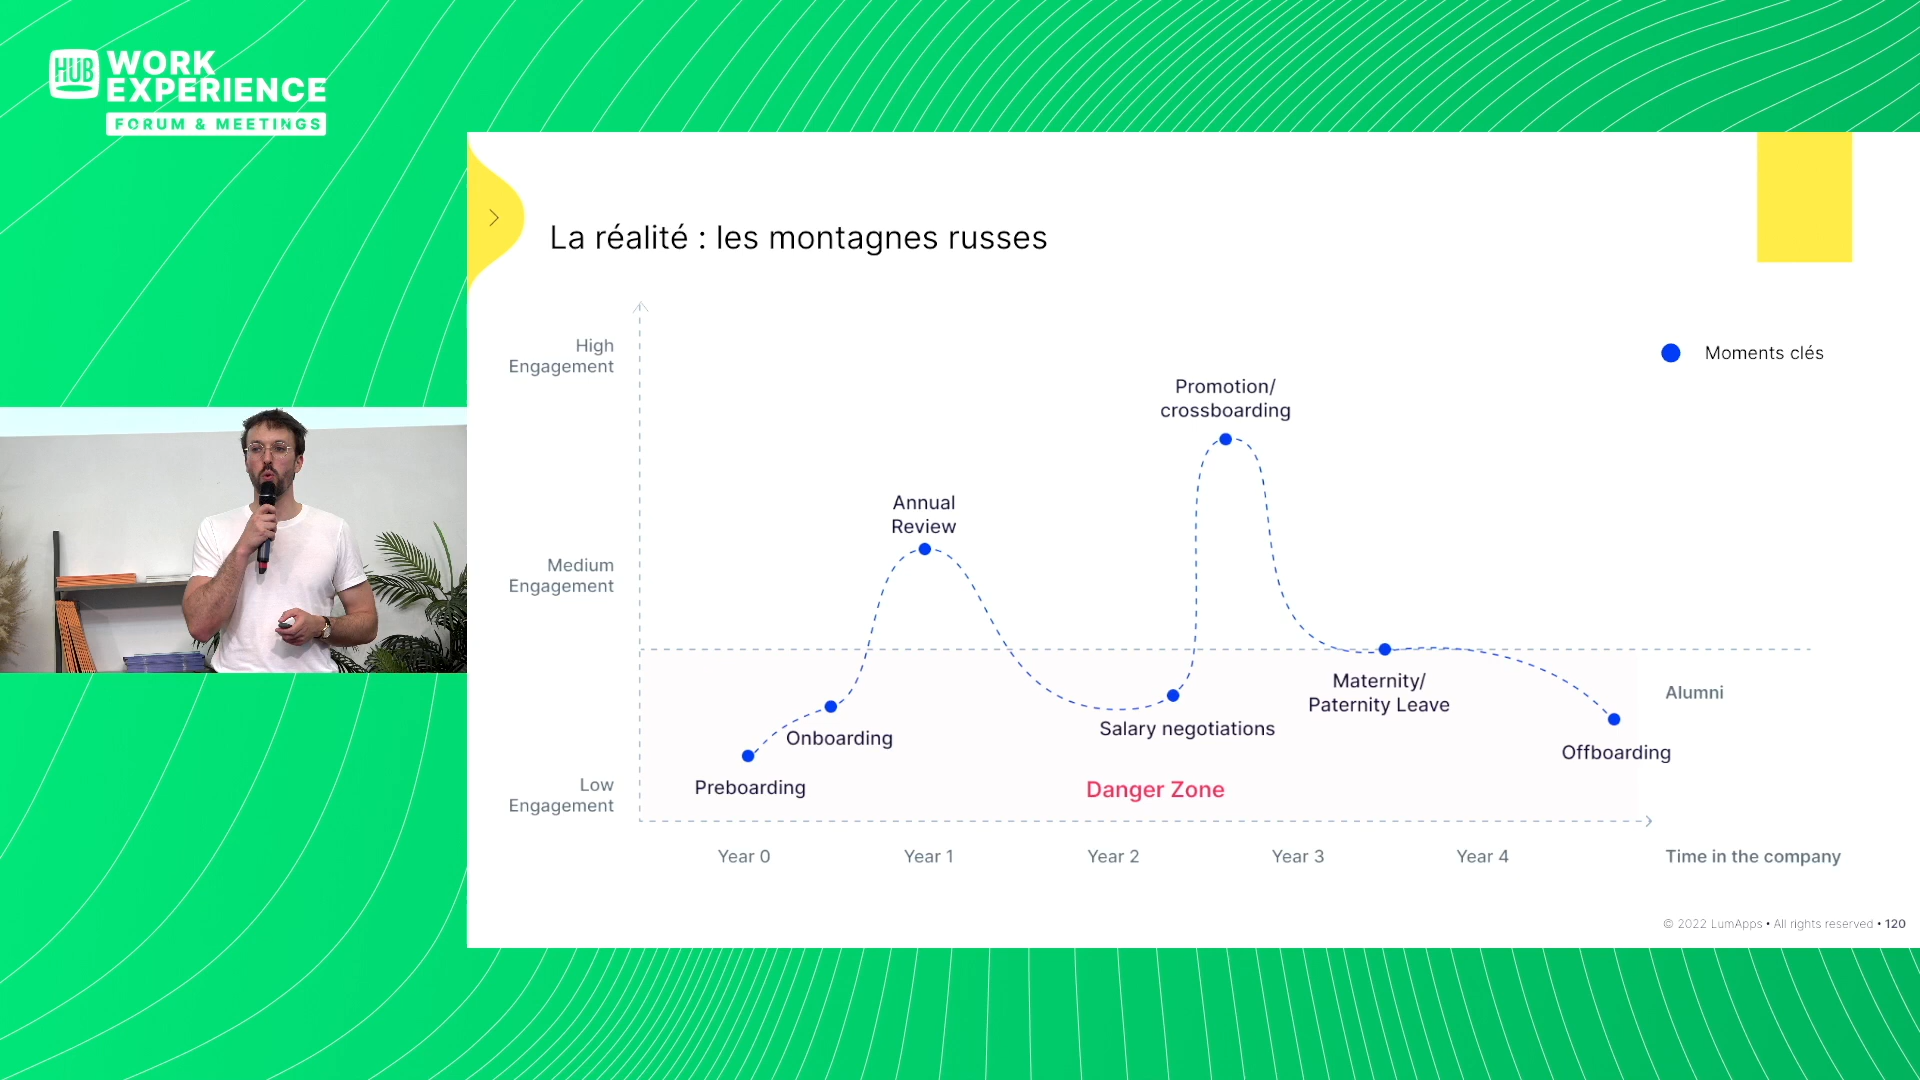 HUB
WORK
EXPERIENCE
FORUM & MEETINGS
La réalité : les montagnes russes
High
Engagement
Moments clés
Promotion/
crossboarding
Annual
Review
Medium
Engagement
Maternity/
Paternity Leave
Alumni
Onboarding
Salary negotiations
Offboarding
Preboarding
Danger Zone
Low
Engagement
Year 0
Year 1
Year 2
Year 3
Year 4
Time in the company
© 2022 LumApps • All rights reserved • 120